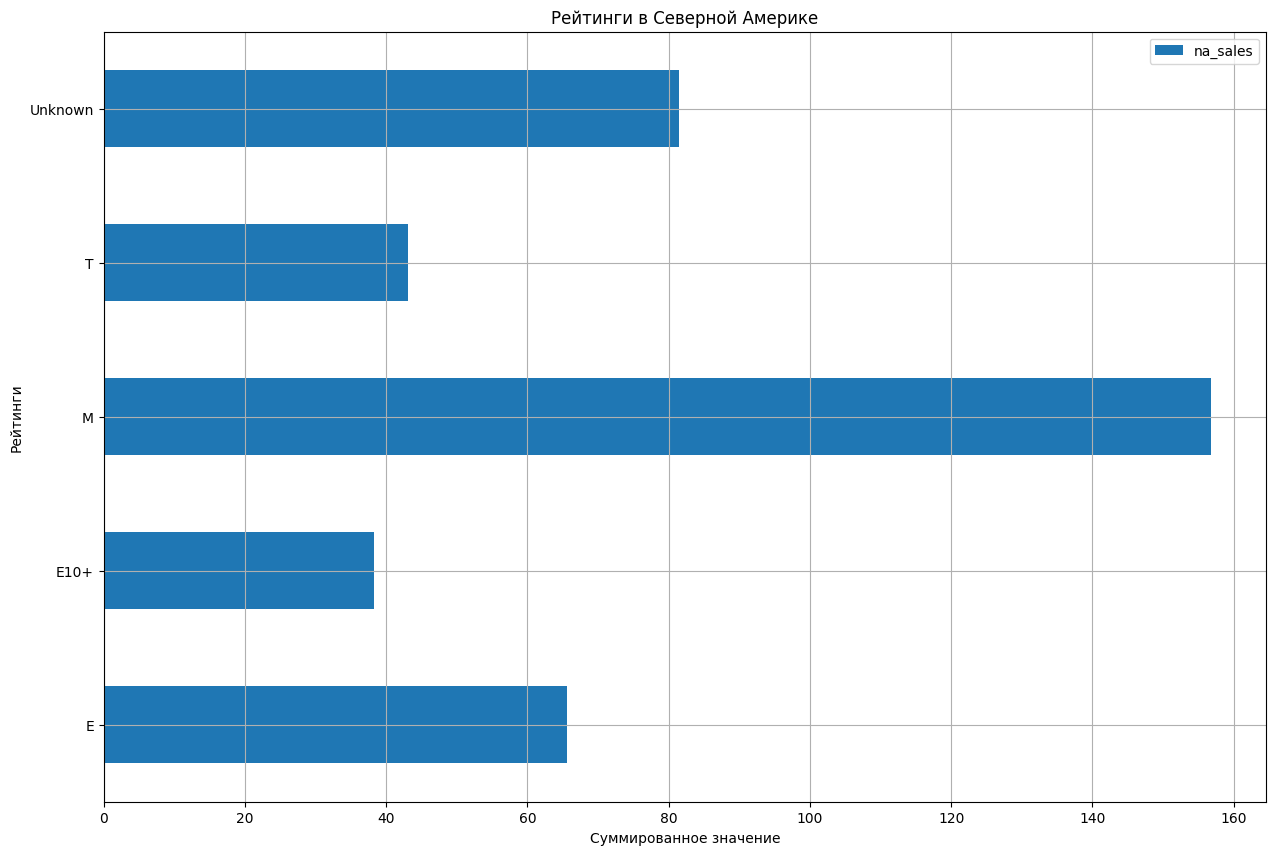 Рейтинги в Северной Америке
na_sales
Unknown
T
M
E10+
E
Рейтинги
0 20 40 60 80 100 120 140 160
Суммированное значение